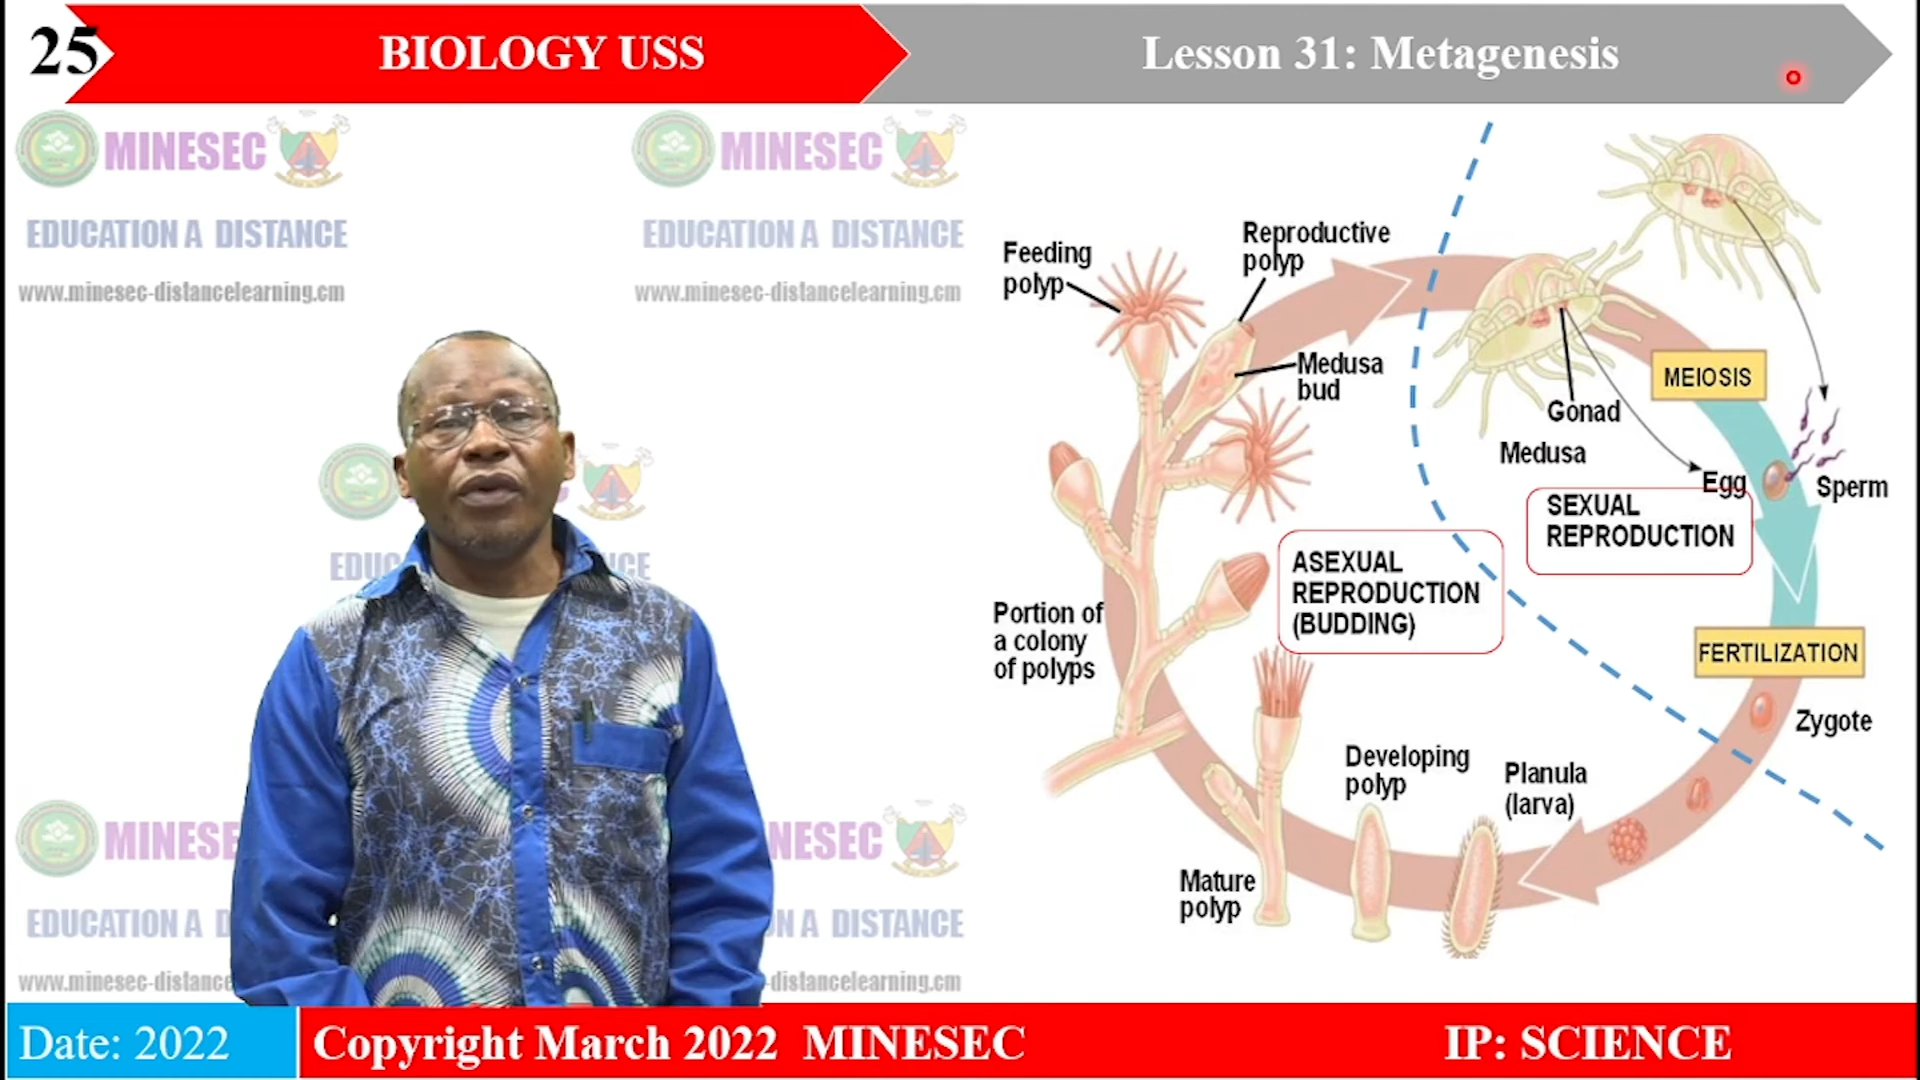 25
BIOLOGY USS
Lesson 31: Metagenesis
MINESEC
EDUCATION A DISTANCE
www.minesec-distancelearning.cm
MINESEC
EDUCATION A DISTANCE
www.minesec-distancelearning.cm
Feeding
polyp
Reproductive
polyp
Medusa
bud
Gonad
Medusa
MEIOSIS
Egg
Sperm
SEXUAL
REPRODUCTION
ASEXUAL
REPRODUCTION
(BUDDING)
Portion of
a colony
of polyps
FERTILIZATION
Zygote
Developing
polyp
Planula
(larva)
Mature
polyp
MINESE
EDUCATION A D
www.minesec-distance
NESEC
N A DISTANCE
-distancelearning.cm
Date: 2022
Copyright March 2022 MINESEC
IP: SCIENCE